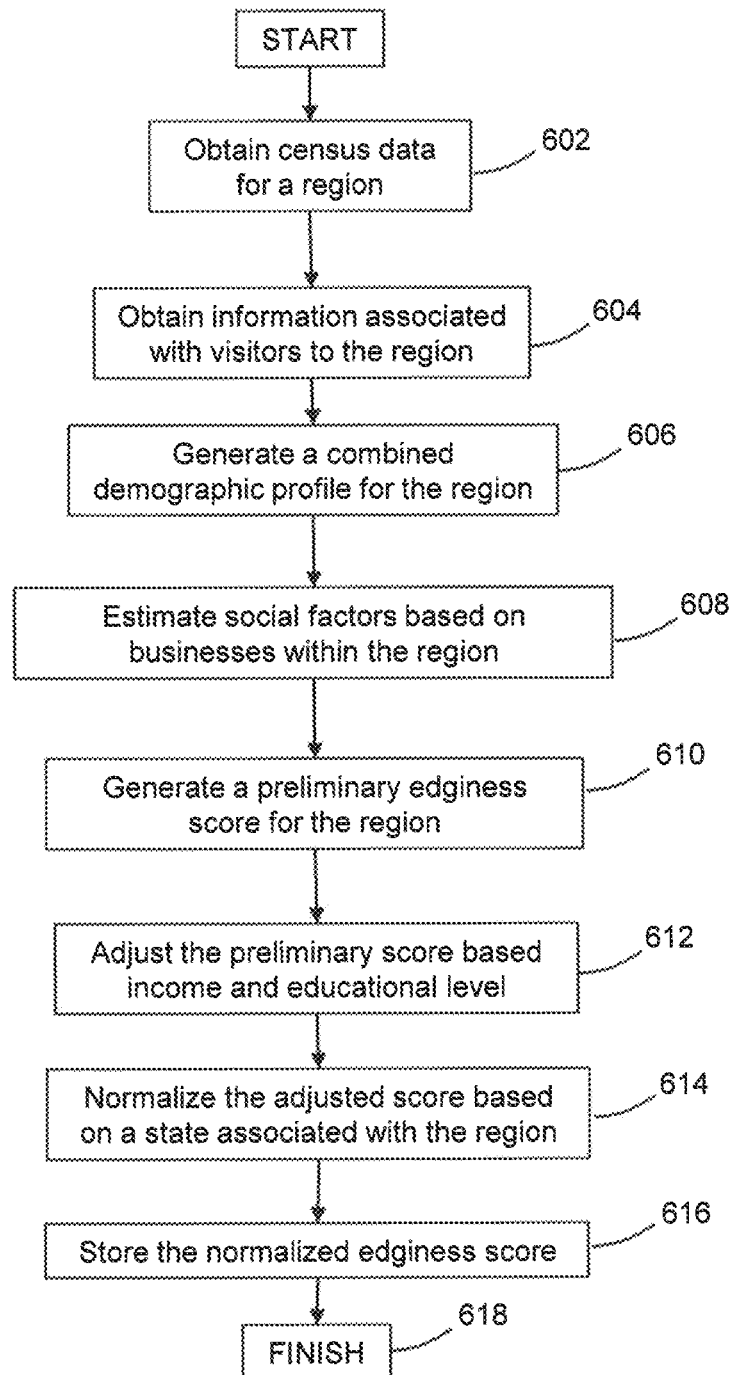 START
Obtain census data
for a region
602
Obtain information associated
with visitors to the region
604
Generate a combined
demographic profile for the region
606
Estimate social factors based on
businesses within the region
608
Generate a preliminary edginess
score for the region
610
Adjust the preliminary score based
income and educational level
612
Normalize the adjusted score based
on a state associated with the region
614
Store the normalized edginess score
616
FINISH
618